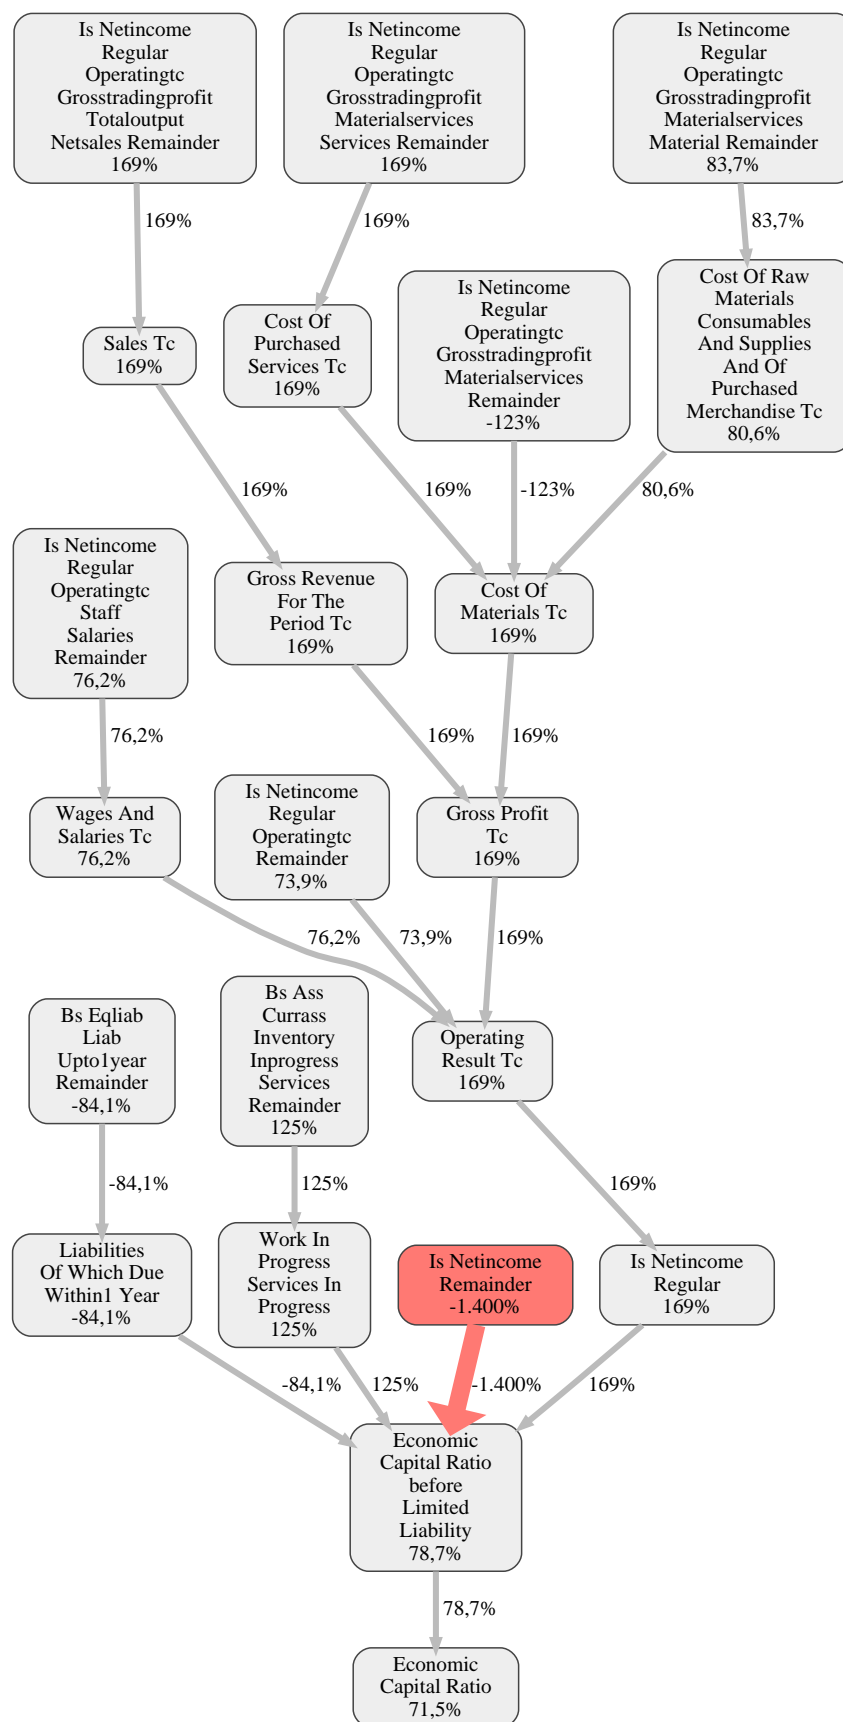 Is Netincome
Regular
Operatingtc
Grosstradingprofit
Totaloutput
Netsales Remainder
169%
Is Netincome
Regular
Operatingtc
Grosstradingprofit
Materialservices
Services Remainder
169%
Is Netincome
Regular
Operatingtc
Grosstradingprofit
Materialservices
Material Remainder
83,7%
169%
169%
83,7%
Sales Tc
169%
Cost Of
Purchased
Services Tc
169%
Is Netincome
Regular
Operatingtc
Grosstradingprofit
Materialservices
Remainder
-123%
Cost Of Raw
Materials
Consumables
And Supplies
And Of
Purchased
Merchandise Tc
80,6%
169%
169%
-123%
80,6%
Is Netincome
Regular
Operatingtc
Staff
Salaries
Remainder
76,2%
Gross Revenue
For The
Period Tc
169%
Cost Of
Materials Tc
169%
76,2%
169%
169%
Wages And
Salaries Tc
76,2%
Is Netincome
Regular
Operatingtc
Remainder
73,9%
Gross Profit
Tc
169%
76,2%
73,9%
169%
Bs Eqliab
Liab
Upto1year
Remainder
-84,1%
Bs Ass
Currass
Inventory
Inprogress
Services
Remainder
125%
Operating
Result Tc
169%
-84,1%
125%
169%
Liabilities
Of Which Due
Within1 Year
-84,1%
Work In
Progress
Services In
Progress
125%
Is Netincome
Remainder
-1.400%
Is Netincome
Regular
169%
-84,1%
125%
-1.400%
169%
Economic
Capital Ratio
before
Limited
Liability
78,7%
78,7%
Economic
Capital Ratio
71,5%